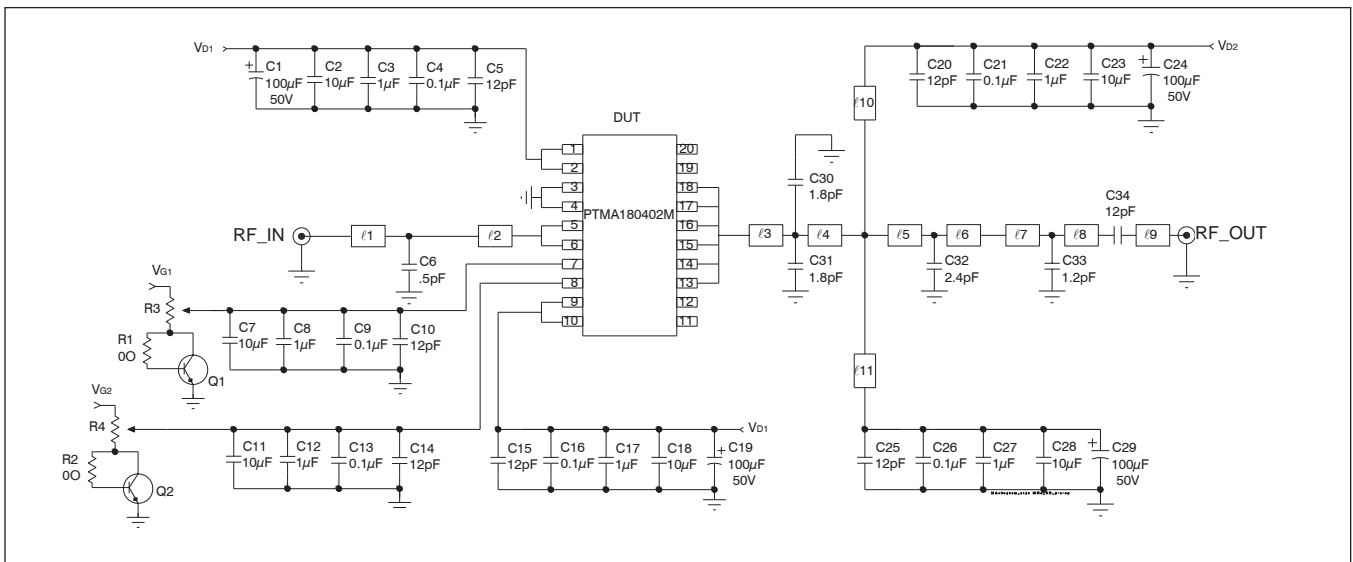 VD1
C1
100µF
50V
C2
10µF
C3
1µF
C4
0.1µF
C5
12pF
VD2
C20
12pF
C21
0.1µF
C22
1µF
C23
10µF
C24
100µF
50V
ℓ10
DUT
PTMA180402M
1
2
3
4
5
6
7
8
9
10
20
19
18
17
16
15
14
13
12
11
RF_IN
ℓ1
ℓ2
C6
.5pF
C30
1.8pF
ℓ3
ℓ4
C31
1.8pF
ℓ5
ℓ6
ℓ7
ℓ8
C34
12pF
ℓ9
RF_OUT
C32
2.4pF
C33
1.2pF
VG1
R3
R1
0O
Q1
C7
10µF
C8
1µF
C9
0.1µF
C10
12pF
VG2
R4
R2
0O
Q2
C11
10µF
C12
1µF
C13
0.1µF
C14
12pF
VD1
C15
12pF
C16
0.1µF
C17
1µF
C18
10µF
C19
100µF
50V
ℓ11
C25
12pF
C26
0.1µF
C27
1µF
C28
10µF
C29
100µF
50V